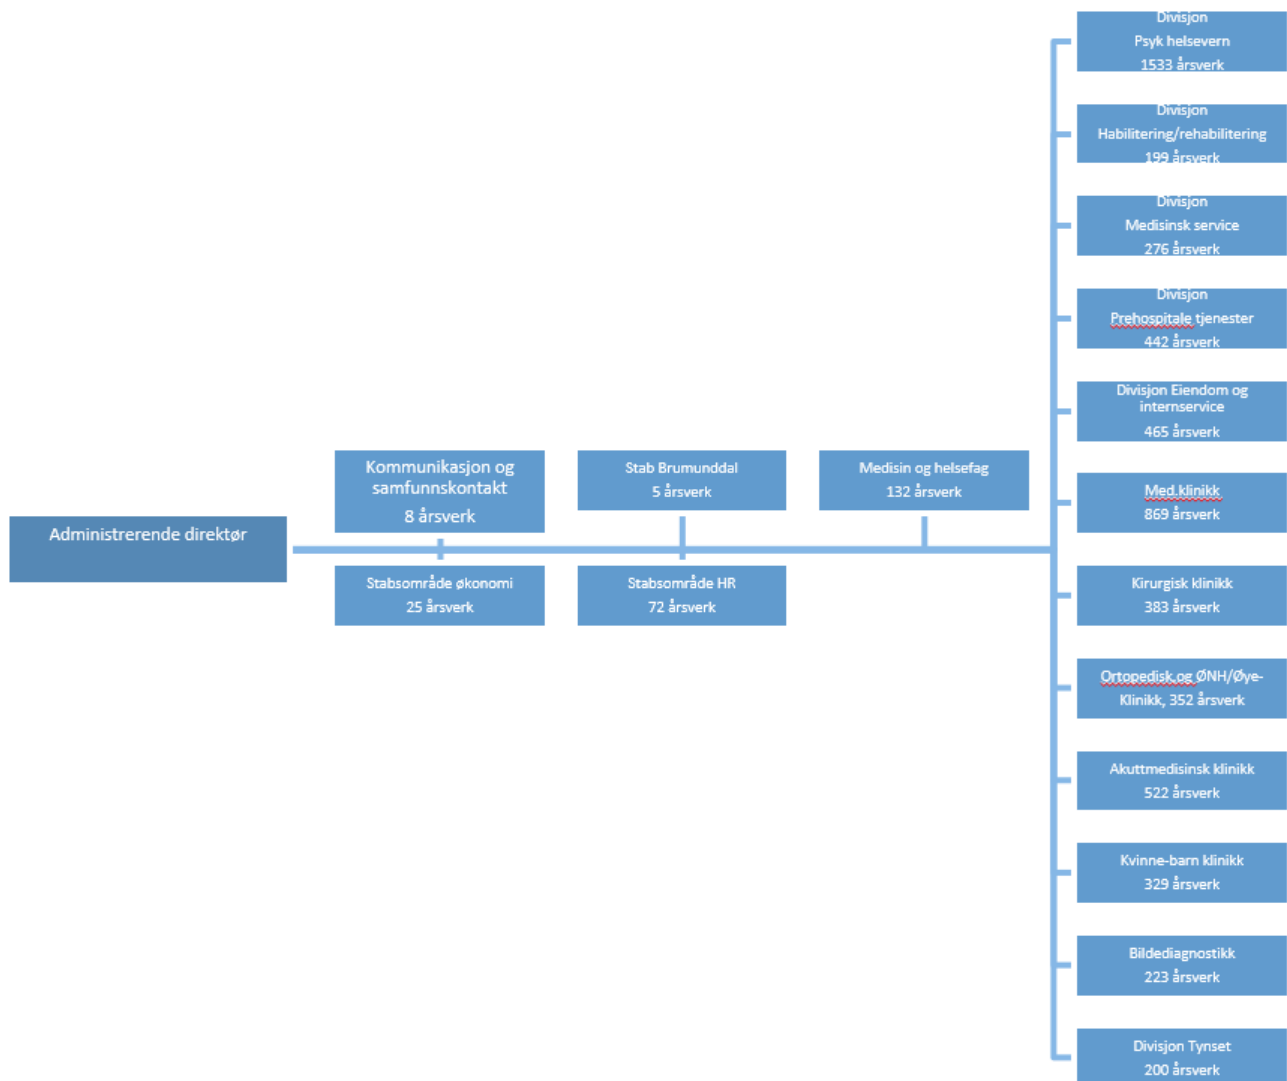 Administrerende direktør
Kommunikasjon og
samfunnskontakt
8 årsverk
Stabsområde økonomi
25 årsverk
Stab Brumunddal
5 årsverk
Stabsområde HR
72 årsverk
Medisin og helsefag
132 årsverk
Divisjon
Psyk helsevern
1533 årsverk
Divisjon
Habilitering/rehabilitering
199 årsverk
Divisjon
Medisinsk service
276 årsverk
Divisjon
Prehospitale tjenester
442 årsverk
Divisjon Eiendom og
internservice
465 årsverk
Med.klinikk
869 årsverk
Kirurgisk klinikk
383 årsverk
Ortopedisk og ØNH/Øye-
Klinikk, 352 årsverk
Akuttmedisinsk klinikk
522 årsverk
Kvinne-barn klinikk
329 årsverk
Bildediagnostikk
223 årsverk
Divisjon Tynset
200 årsverk